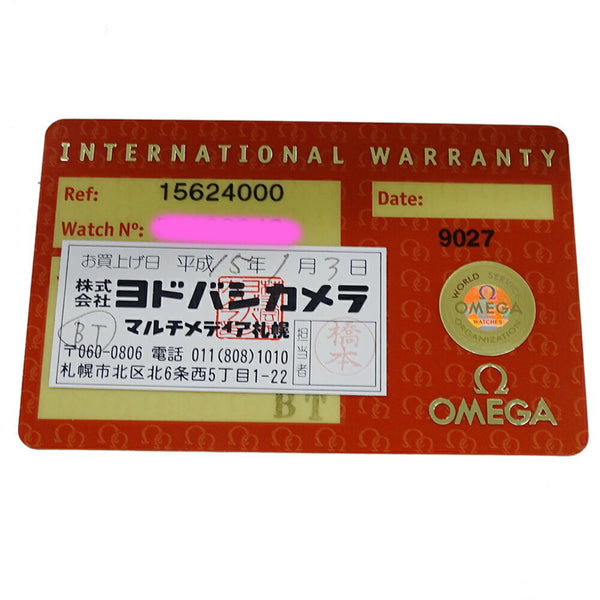 INTERNATIONAL WARRANTY
Ref: 15624000
Date:
Watch Nº:
9027
お買上げ日 平成15年1月3日
株式会社 ヨドバシカメラ
マルチメディア札幌
BT
〒060-0806 電話 011(808)1010
札幌市北区北6条西5丁目1-22
担当者
橋本
BT
WORLD SERVICE ORGANIZATION
Ω
OMEGA
WATCHES
Ω
OMEGA